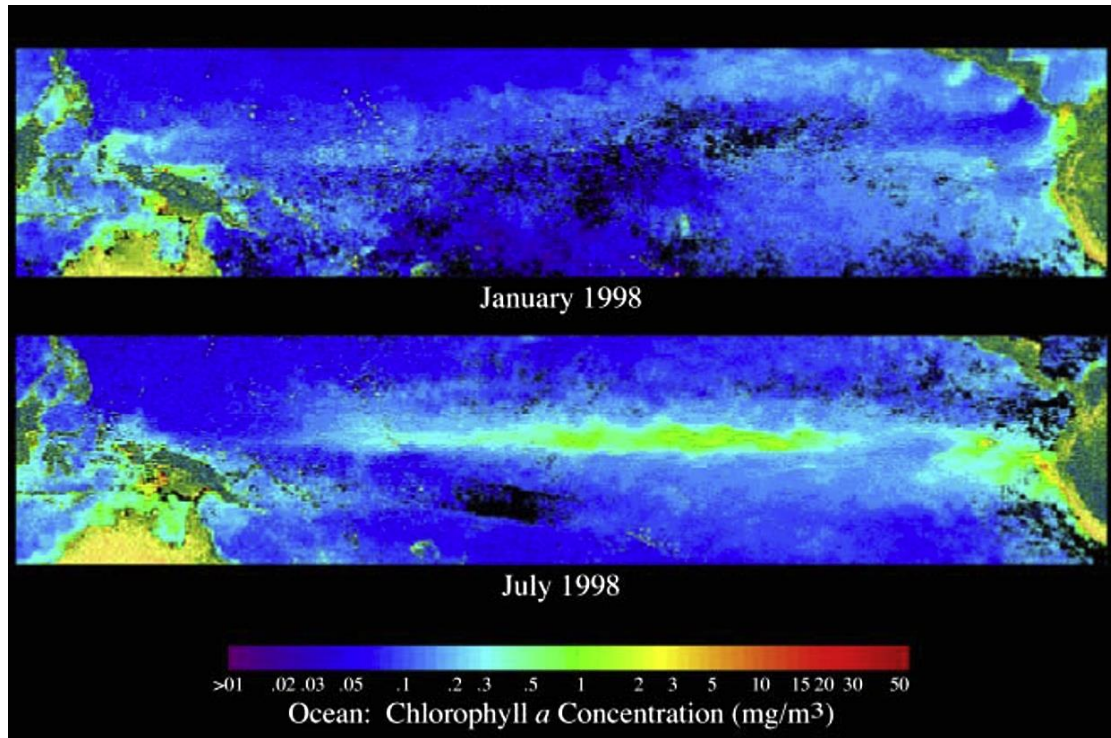 January 1998
July 1998
>01 .02 .03 .05 .1 .2 .3 .5 1 2 3 5 10 15 20 30 50
Ocean: Chlorophyll a Concentration (mg/m3)